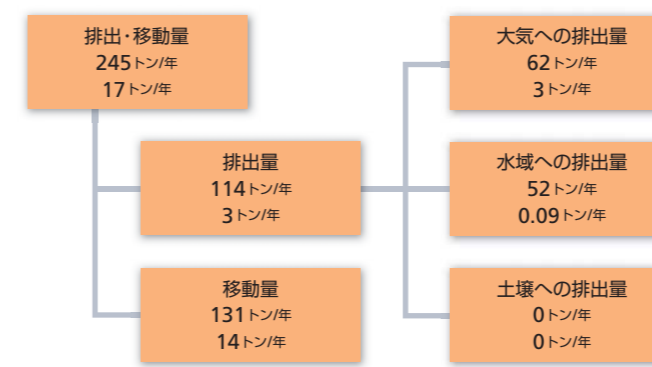 排出・移動量
245トン/年
17トン/年
排出量
114トン/年
3トン/年
移動量
131トン/年
14トン/年
大気への排出量
62トン/年
3トン/年
水域への排出量
52トン/年
0.09トン/年
土壌への排出量
0トン/年
0トン/年